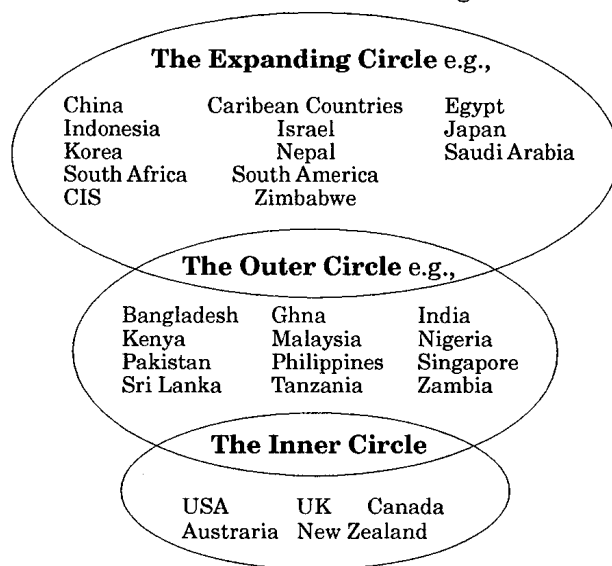 The Expanding Circle e.g.,
China Caribean Countries Egypt
Indonesia Israel Japan
Korea Nepal Saudi Arabia
South Africa South America
CIS Zimbabwe
The Outer Circle e.g.,
Bangladesh Ghna India
Kenya Malaysia Nigeria
Pakistan Philippines Singapore
Sri Lanka Tanzania Zambia
The Inner Circle
USA UK Canada
Austraria New Zealand